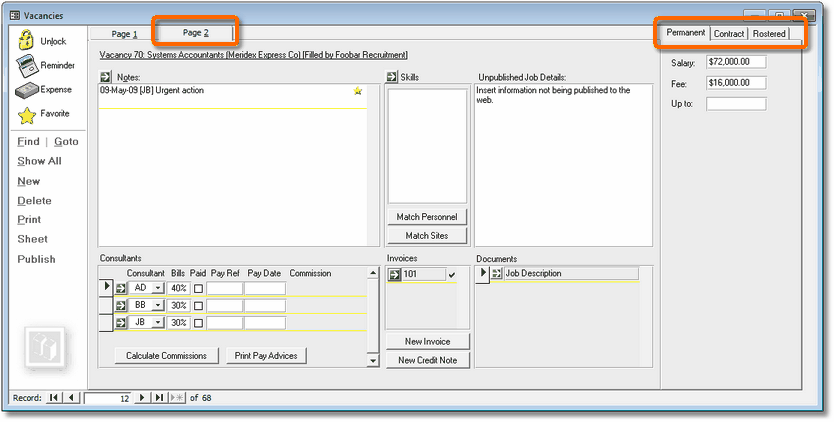 Vacancies
Unlock
Reminder
Expense
Favorite
Find | Goto
Show All
New
Delete
Print
Sheet
Publish
Page 1 Page 2
Vacancy 70: Systems Accountants (Meridex Express Co) [Filled by Foobar Recruitment]
Notes:
09-May-09 [JB] Urgent action
Skills
Match Personnel
Match Sites
Unpublished Job Details:
Insert information not being published to the
web.
Permanent Contract Rostered
Salary: $72,000.00
Fee: $16,000.00
Up to:
Consultants
Consultant Bills Paid Pay Ref Pay Date Commission
AD 40%
BB 30%
JB 30%
Calculate Commissions Print Pay Advices
Invoices
101
New Invoice
New Credit Note
Documents
Job Description
Record: 12 of 68